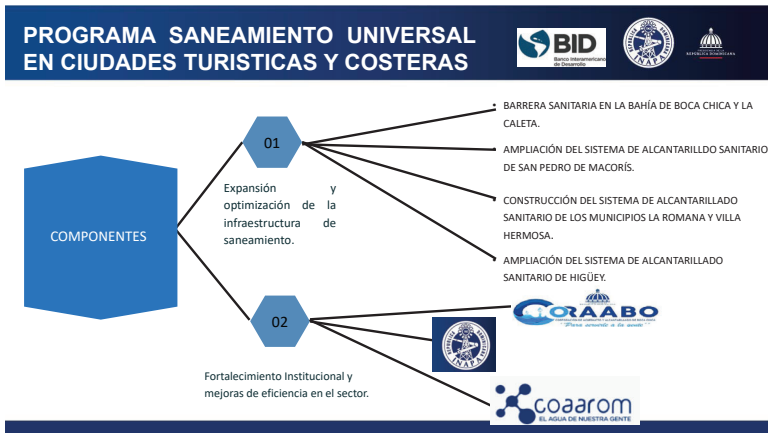 PROGRAMA SANEAMIENTO UNIVERSAL
EN CIUDADES TURISTICAS Y COSTERAS
BID
Banco Interamericano
de Desarrollo
INAPA
REPÚBLICA DOMINICANA
COMPONENTES
01
Expansión y
optimización de la
infraestructura de
saneamiento.
BARRERA SANITARIA EN LA BAHÍA DE BOCA CHICA Y LA
CALETA.
AMPLIACIÓN DEL SISTEMA DE ALCANTARILLDO SANITARIO
DE SAN PEDRO DE MACORÍS.
CONSTRUCCIÓN DEL SISTEMA DE ALCANTARILLADO
SANITARIO DE LOS MUNICIPIOS LA ROMANA Y VILLA
HERMOSA.
AMPLIACIÓN DEL SISTEMA DE ALCANTARILLADO
SANITARIO DE HIGÜEY.
02
Fortalecimiento Institucional y
mejoras de eficiencia en el sector.
CORAABO
"Para servirte a tu gente"
INAPA
coaarom
EL AGUA DE NUESTRA GENTE